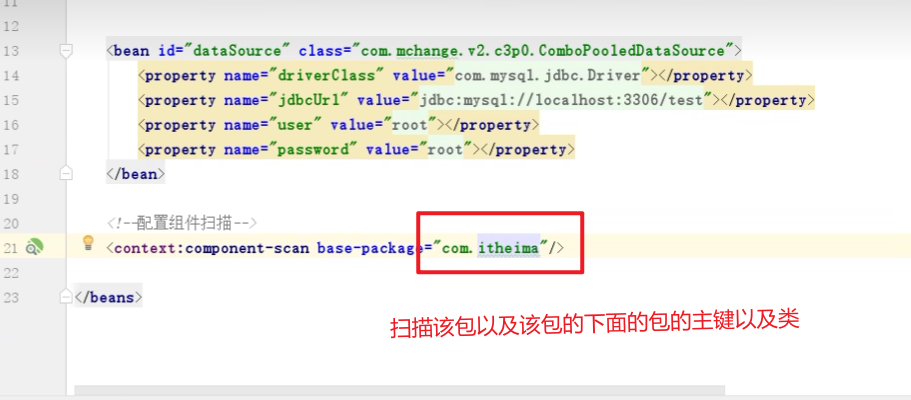 11
12
13 <bean id="dataSource" class="com.mchange.v2.c3p0.ComboPooledDataSource">
14 <property name="driverClass" value="com.mysql.jdbc.Driver"></property>
15 <property name="jdbcUrl" value="jdbc:mysql://localhost:3306/test"></property>
16 <property name="user" value="root"></property>
17 <property name="password" value="root"></property>
18 </bean>
19
20 <!--配置组件扫描-->
21 <context:component-scan base-package="com.itheima"/>
22
23 </beans>
扫描该包以及该包的下面的包的主键以及类